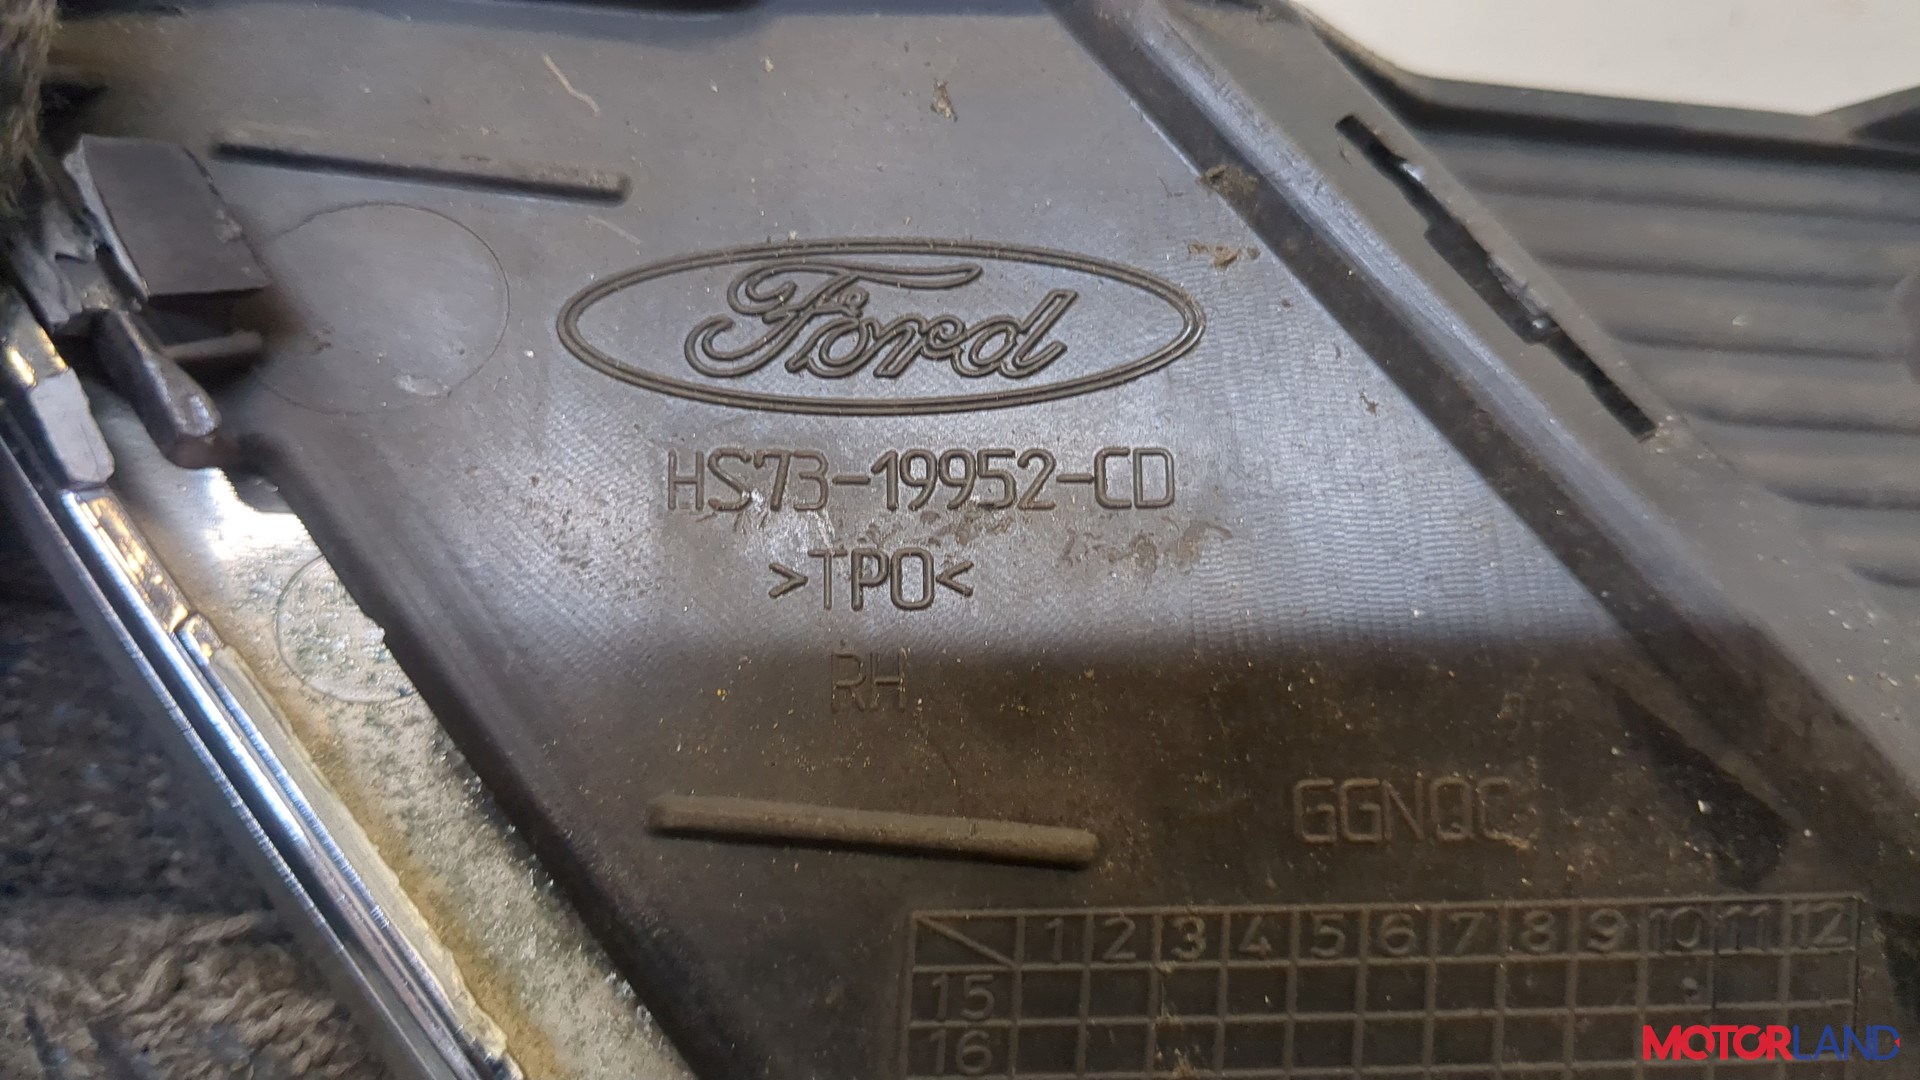 Ford
HS73-19952-CD
>TPO<
RH
GGNQC
1 2 3 4 5 6 7 8 9 10 11 12
15
16
MOTORLAND